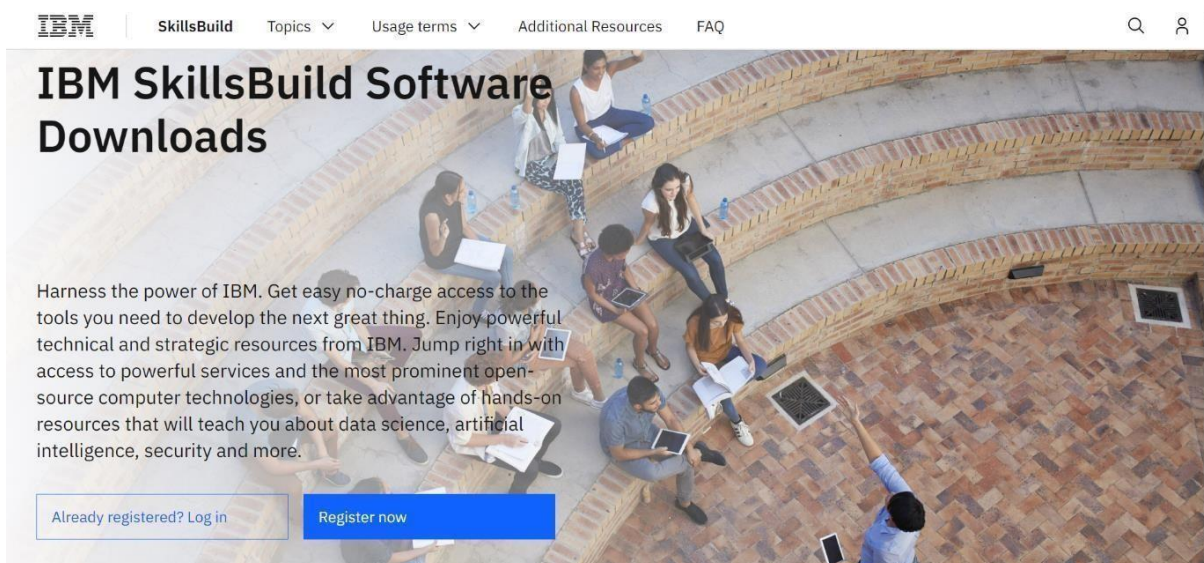 IBM
SkillsBuild
Topics
Usage terms
Additional Resources
FAQ
IBM SkillsBuild Software
Downloads
Harness the power of IBM. Get easy no-charge access to the
tools you need to develop the next great thing. Enjoy powerful
technical and strategic resources from IBM. Jump right in with
access to powerful services and the most prominent open-
source computer technologies, or take advantage of hands-on
resources that will teach you about data science, artificial
intelligence, security and more.
Already registered? Log in
Register now